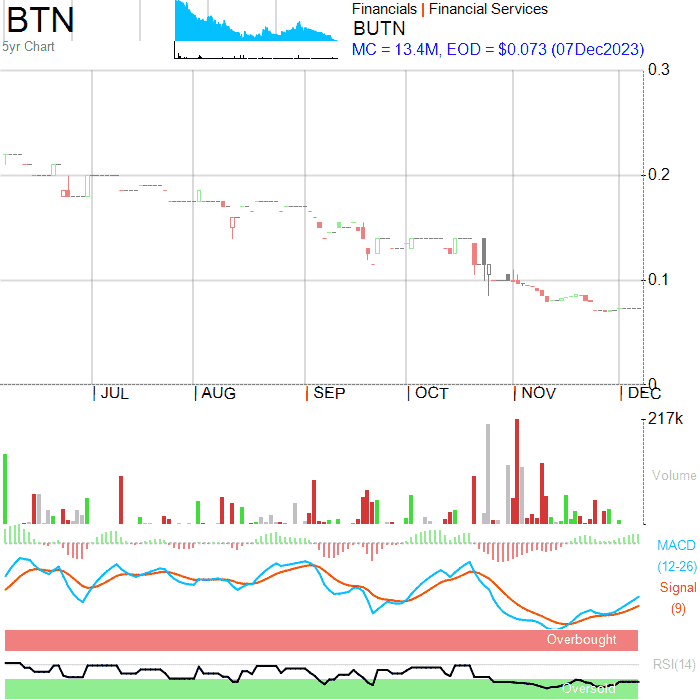 BTN
5yr Chart
Financials | Financial Services
BUTN
MC = 13.4M, EOD = $0.073 (07Dec2023)
0.3
0.2
0.1
0
JUL AUG SEP OCT NOV DEC
217k
Volume
MACD
(12-26)
Signal
(9)
Overbought
RSI(14)
Oversold